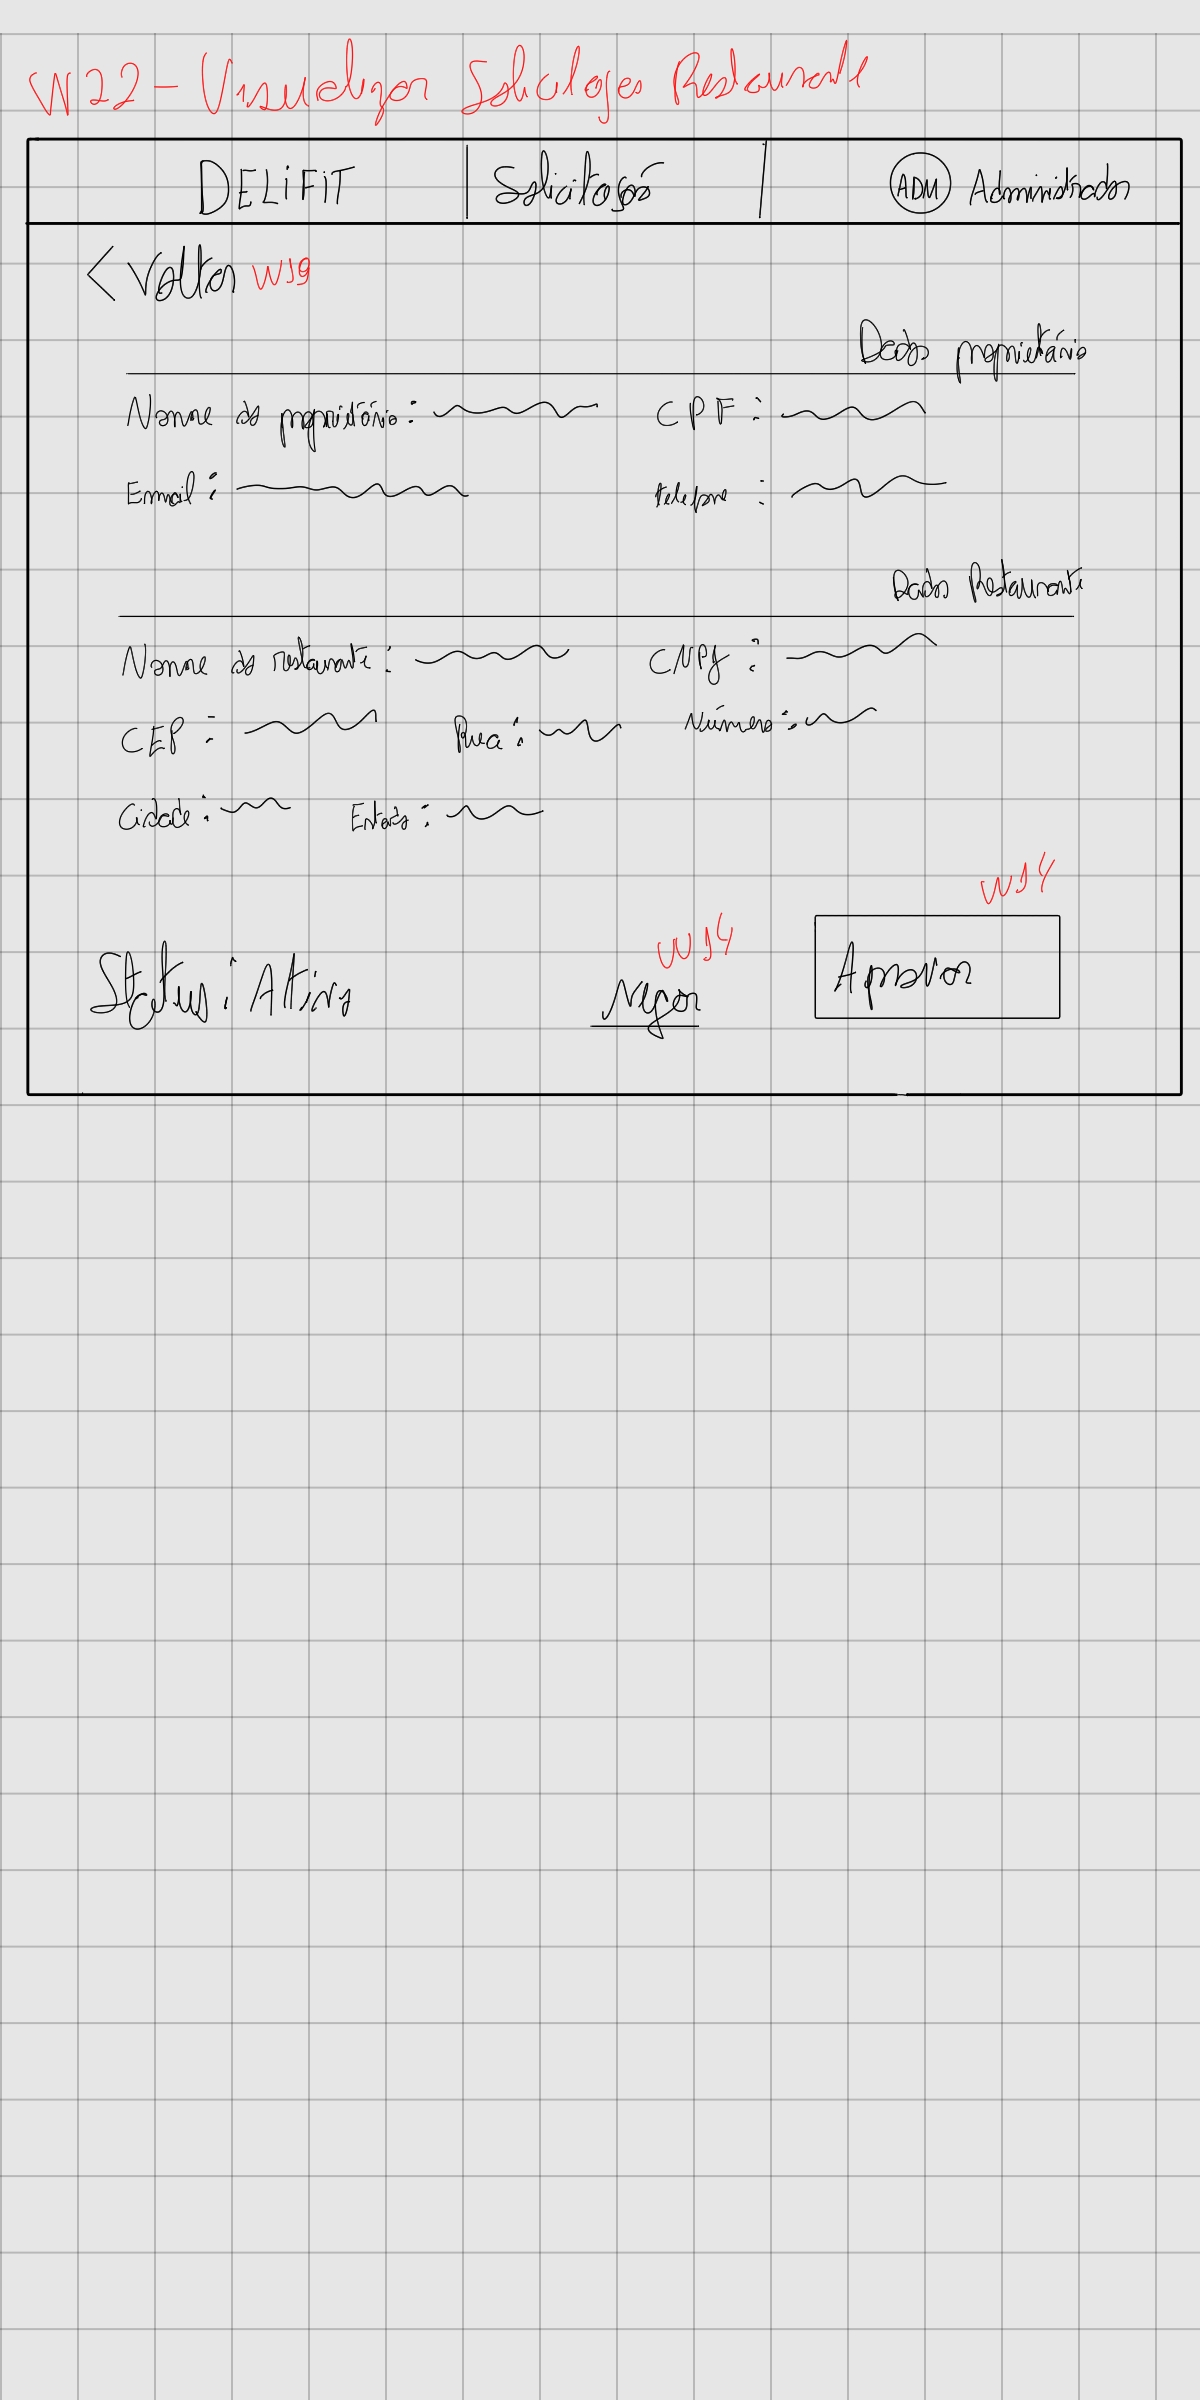 W22 - Visualizar Solicitações Restaurante
DELIFIT | Solicitações | ADM Administrador
< Voltar W19
Dados proprietário
Nome do proprietário: CPF:
Email: telefone:
Dados Restaurante
Nome do restaurante: CNPJ:
CEP: Rua: Número:
Cidade: Estado:
W14
W14
Status: Ativo Negar Aprovar